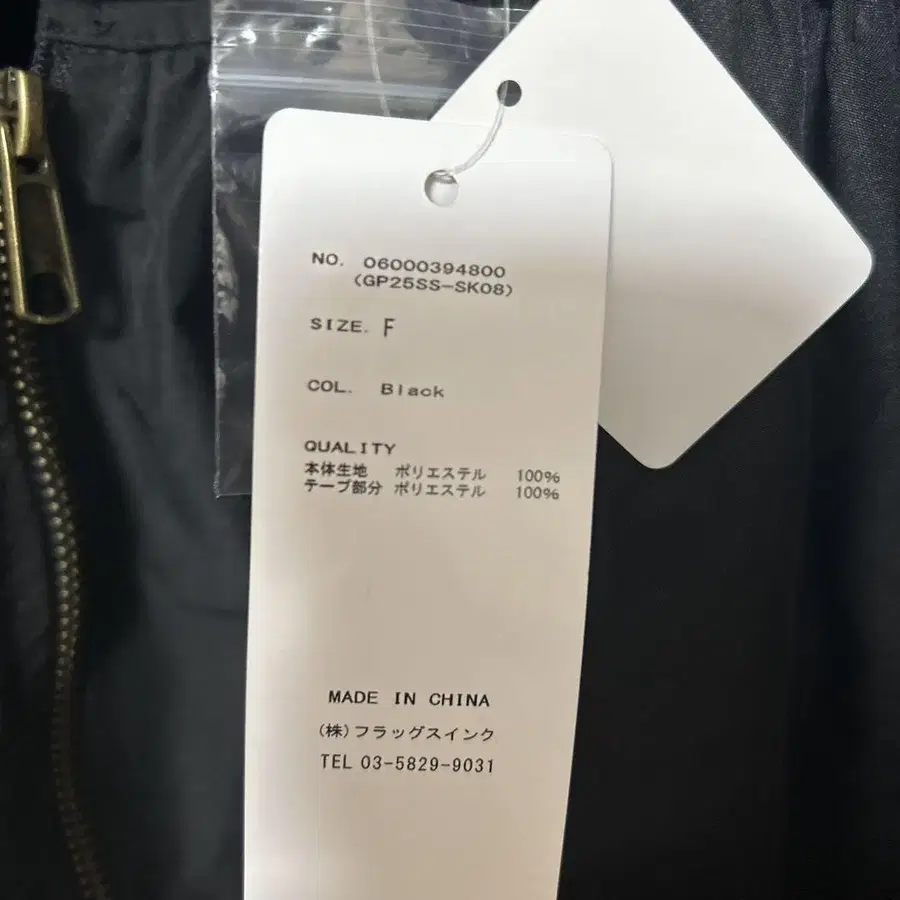 NO. 06000394800
(GP25SS-SK08)
SIZE. F
COL. Black
QUALITY
本体生地 ポリエステル 100%
テープ部分 ポリエステル 100%
MADE IN CHINA
(株)フラッグスインク
TEL 03-5829-9031